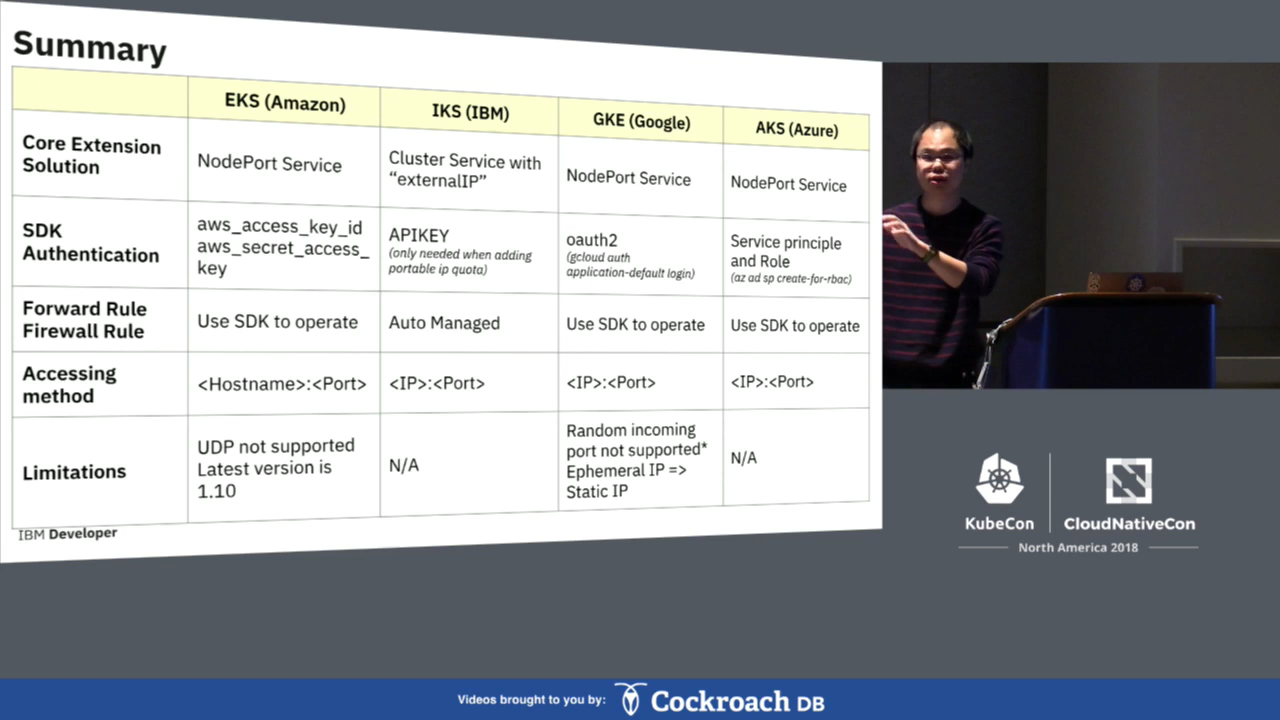 Summary
EKS (Amazon)
IKS (IBM)
GKE (Google)
AKS (Azure)
Core Extension
Solution
NodePort Service
Cluster Service with
“externalIP”
NodePort Service
NodePort Service
SDK
Authentication
aws_access_key_id
aws_secret_access_
key
APIKEY
(only needed when adding
portable ip quota)
oauth2
(gcloud auth
application-default login)
Service principle
and Role
(az ad sp create-for-rbac)
Forward Rule
Firewall Rule
Use SDK to operate
Auto Managed
Use SDK to operate
Use SDK to operate
Accessing
method
<Hostname>:<Port>
<IP>:<Port>
<IP>:<Port>
<IP>:<Port>
Limitations
UDP not supported
Latest version is
1.10
N/A
Random incoming
port not supported*
Ephemeral IP =>
Static IP
N/A
IBM Developer
KubeCon
CloudNativeCon
North America 2018
Videos brought to you by:
Cockroach DB